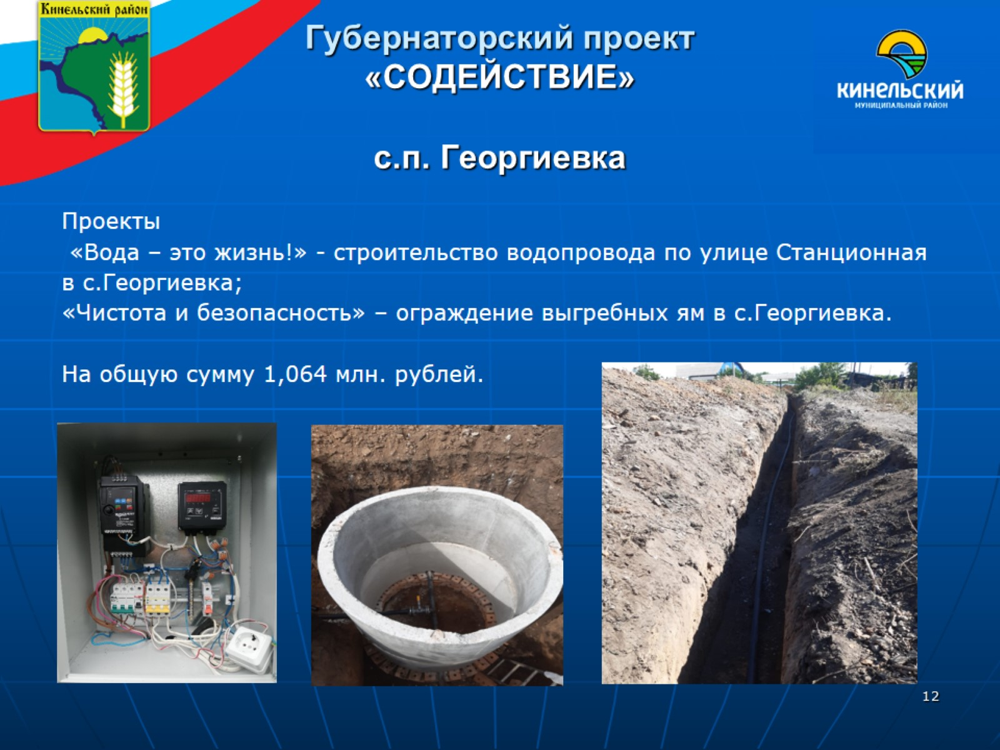 Кинельский район
Губернаторский проект
«СОДЕЙСТВИЕ»
КИНЕЛЬСКИЙ
МУНИЦИПАЛЬНЫЙ РАЙОН
с.п. Георгиевка
Проекты
«Вода – это жизнь!» - строительство водопровода по улице Станционная
в с.Георгиевка;
«Чистота и безопасность» – ограждение выгребных ям в с.Георгиевка.
На общую сумму 1,064 млн. рублей.
12